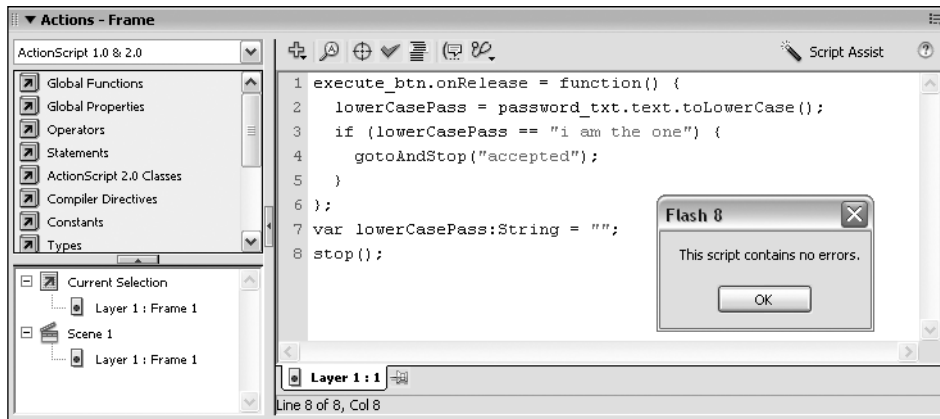 Actions - Frame
ActionScript 1.0 & 2.0
Global Functions
Global Properties
Operators
Statements
ActionScript 2.0 Classes
Compiler Directives
Constants
Types
Current Selection
Layer 1 : Frame 1
Scene 1
Layer 1 : Frame 1
Script Assist
?
1 execute_btn.onRelease = function() {
2 lowerCasePass = password_txt.text.toLowerCase();
3 if (lowerCasePass == "i am the one") {
4 gotoAndStop("accepted");
5 }
6 };
7 var lowerCasePass:String = "";
8 stop();
Flash 8
This script contains no errors.
OK
Layer 1 : 1
Line 8 of 8, Col 8